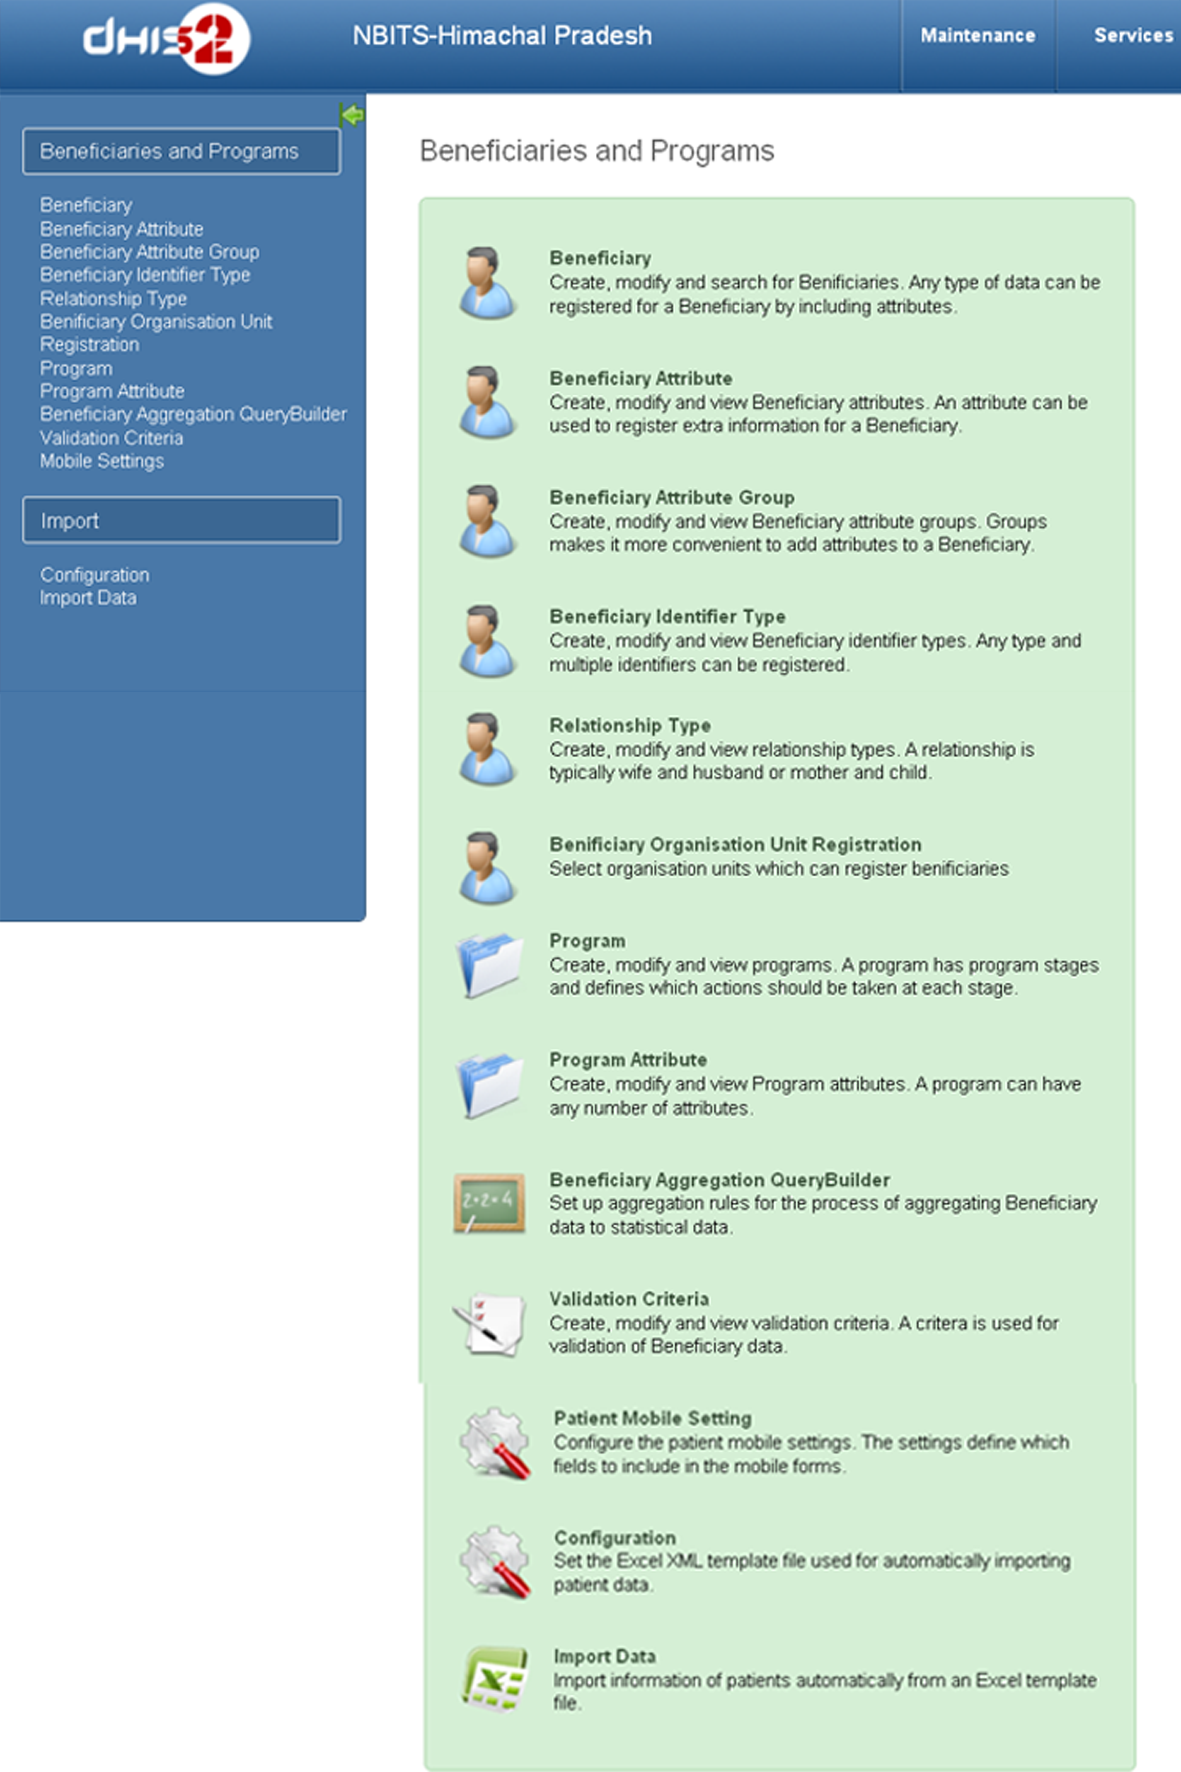 dHIS2
NBITS-Himachal Pradesh
Maintenance
Services
Beneficiaries and Programs
Beneficiary
Beneficiary Attribute
Beneficiary Attribute Group
Beneficiary Identifier Type
Relationship Type
Benificiary Organisation Unit
Registration
Program
Program Attribute
Beneficiary Aggregation QueryBuilder
Validation Criteria
Mobile Settings
Import
Configuration
Import Data
Beneficiaries and Programs
Beneficiary
Create, modify and search for Benificiaries. Any type of data can be
registered for a Beneficiary by including attributes.
Beneficiary Attribute
Create, modify and view Beneficiary attributes. An attribute can be
used to register extra information for a Beneficiary.
Beneficiary Attribute Group
Create, modify and view Beneficiary attribute groups. Groups
makes it more convenient to add attributes to a Beneficiary.
Beneficiary Identifier Type
Create, modify and view Beneficiary identifier types. Any type and
multiple identifiers can be registered.
Relationship Type
Create, modify and view relationship types. A relationship is
typically wife and husband or mother and child.
Benificiary Organisation Unit Registration
Select organisation units which can register benificiaries
Program
Create, modify and view programs. A program has program stages
and defines which actions should be taken at each stage.
Program Attribute
Create, modify and view Program attributes. A program can have
any number of attributes.
2+2=4
Beneficiary Aggregation QueryBuilder
Set up aggregation rules for the process of aggregating Beneficiary
data to statistical data.
Validation Criteria
Create, modify and view validation criteria. A critera is used for
validation of Beneficiary data.
Patient Mobile Setting
Configure the patient mobile settings. The settings define which
fields to include in the mobile forms.
Configuration
Set the Excel XML template file used for automatically importing
patient data.
Import Data
Import information of patients automatically from an Excel template
file.